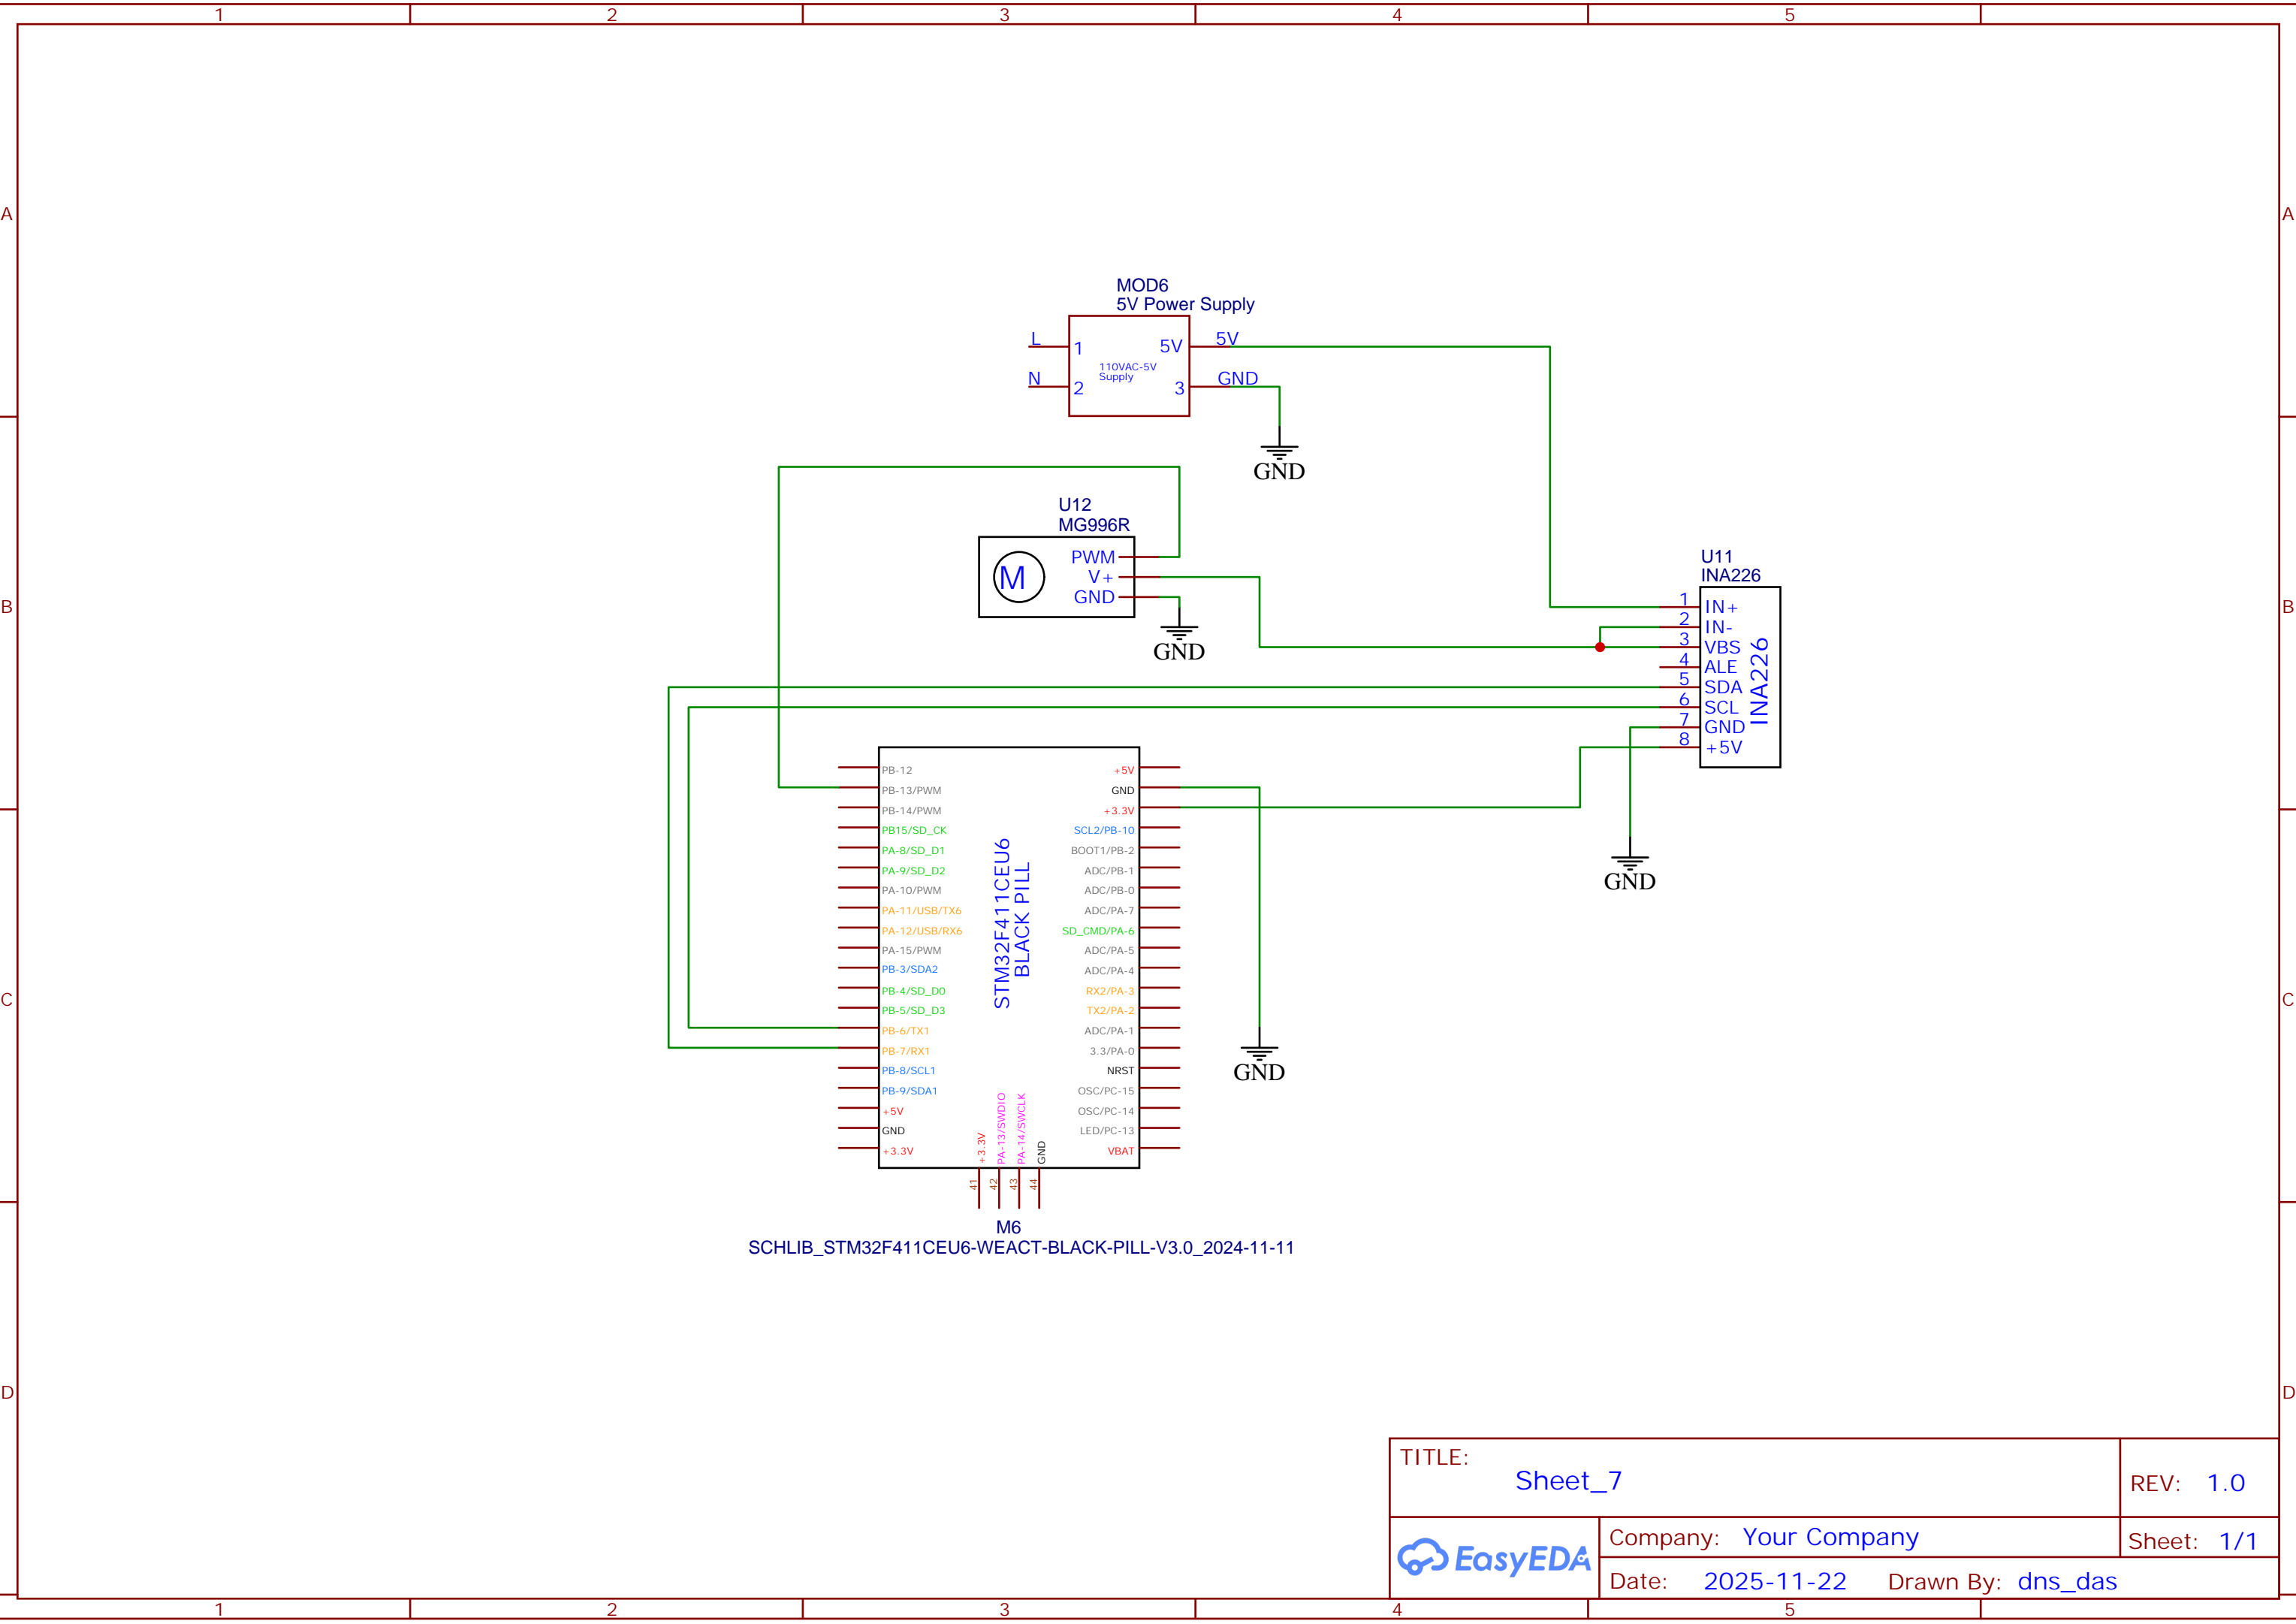 1 2 3 4 5
A A
MOD6
5V Power Supply
L 1 5V 5V
110VAC-5V
Supply
N 2 3 GND
B B
GND
U12
MG996R
PWM
M V+
GND
GND
U11
INA226
1 IN+
2 IN-
3 VBS
4 ALE
5 SDA
6 SCL
7 GND
8 +5V
INA226
GND
PB-12
PB-13/PWM
PB-14/PWM
PB15/SD_CK
PA-8/SD_D1
PA-9/SD_D2
PA-10/PWM
PA-11/USB/TX6
PA-12/USB/RX6
PA-15/PWM
PB-3/SDA2
PB-4/SD_D0
PB-5/SD_D3
PB-6/TX1
PB-7/RX1
PB-8/SCL1
PB-9/SDA1
+5V
GND
+3.3V
STM32F411CEU6
BLACK PILL
+5V
GND
+3.3V
SCL2/PB-10
BOOT1/PB-2
ADC/PB-1
ADC/PB-0
ADC/PA-7
SD_CMD/PA-6
ADC/PA-5
ADC/PA-4
RX2/PA-3
TX2/PA-2
ADC/PA-1
3.3/PA-0
NRST
OSC/PC-15
OSC/PC-14
LED/PC-13
VBAT
+3.3V
PA-13/SWDIO
PA-14/SWCLK
GND
41 42 43 44
GND
C C
M6
SCHLIB_STM32F411CEU6-WEACT-BLACK-PILL-V3.0_2024-11-11
D D
TITLE:
Sheet_7
REV: 1.0
EasyEDA
Company: Your Company
Sheet: 1/1
Date: 2025-11-22 Drawn By: dns_das
1 2 3 4 5